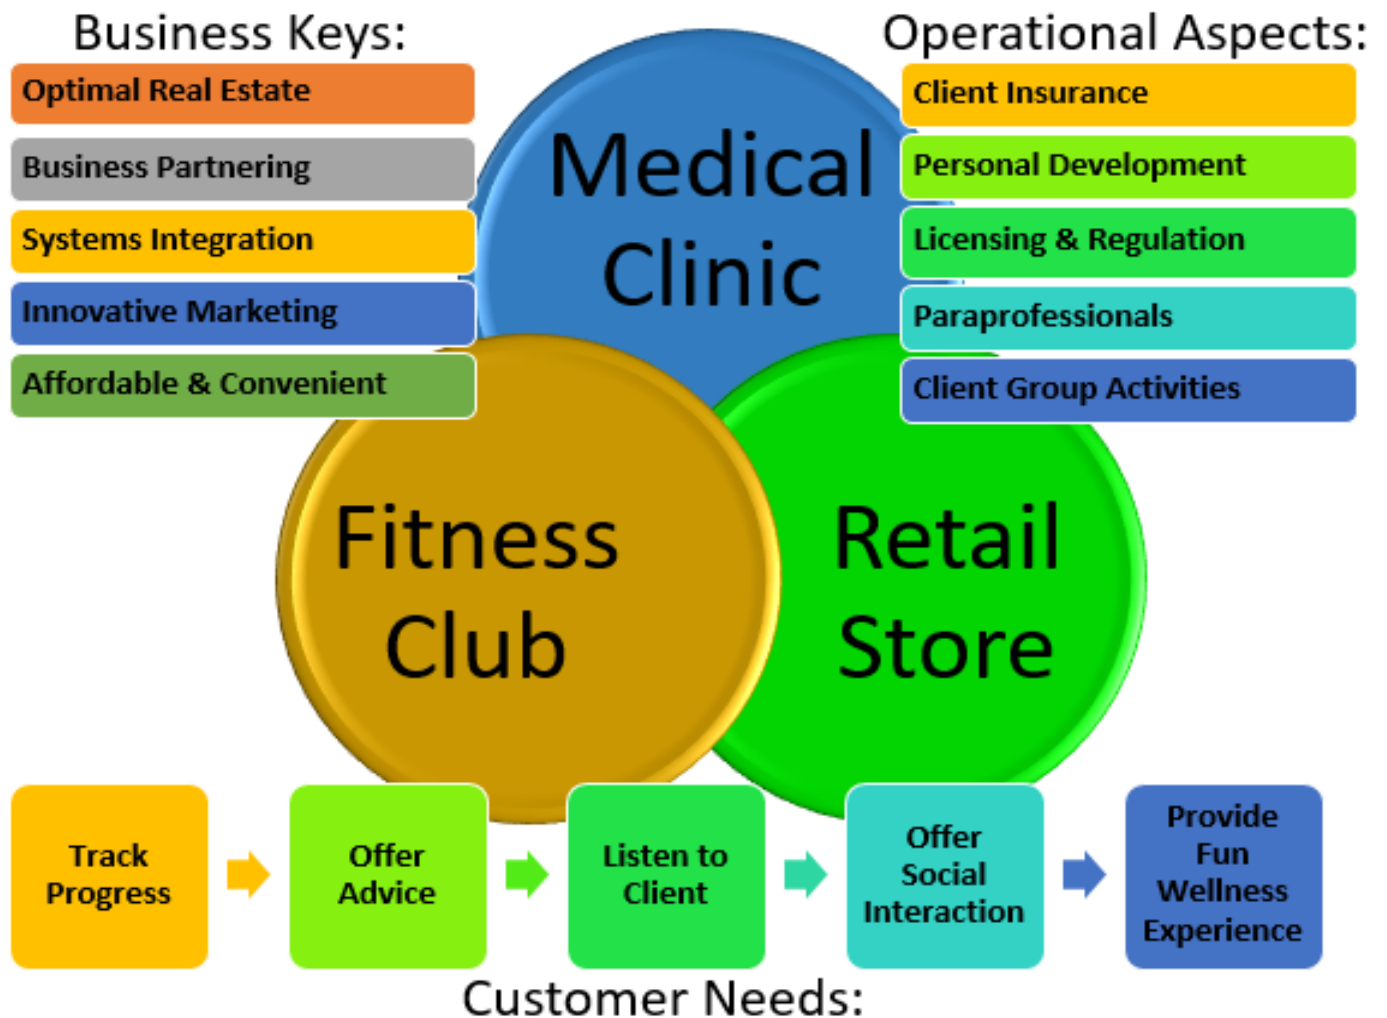 Business Keys:
Optimal Real Estate
Business Partnering
Systems Integration
Innovative Marketing
Affordable & Convenient
Operational Aspects:
Client Insurance
Personal Development
Licensing & Regulation
Paraprofessionals
Client Group Activities
Medical
Clinic
Fitness
Club
Retail
Store
Track
Progress
Offer
Advice
Listen to
Client
Offer
Social
Interaction
Provide
Fun
Wellness
Experience
Customer Needs: